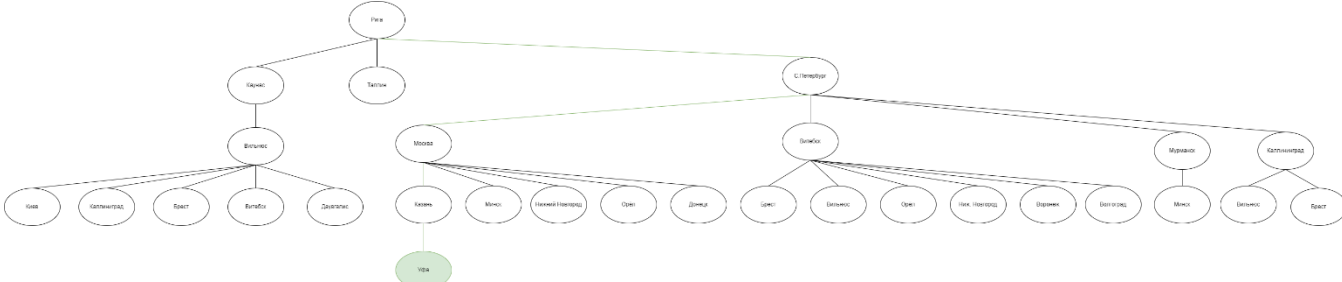 Рига
Каунас
Таллин
С.Петербург
Вильнюс
Москва
Витебск
Мурманск
Калининград
Киев
Калининград
Брест
Витебск
Даугапис
Казань
Минск
Нижний Новгород
Орел
Донецк
Брест
Вильнюс
Орел
Ниж. Новгород
Воронеж
Волгоград
Минск
Вильнюс
Брест
Уфа